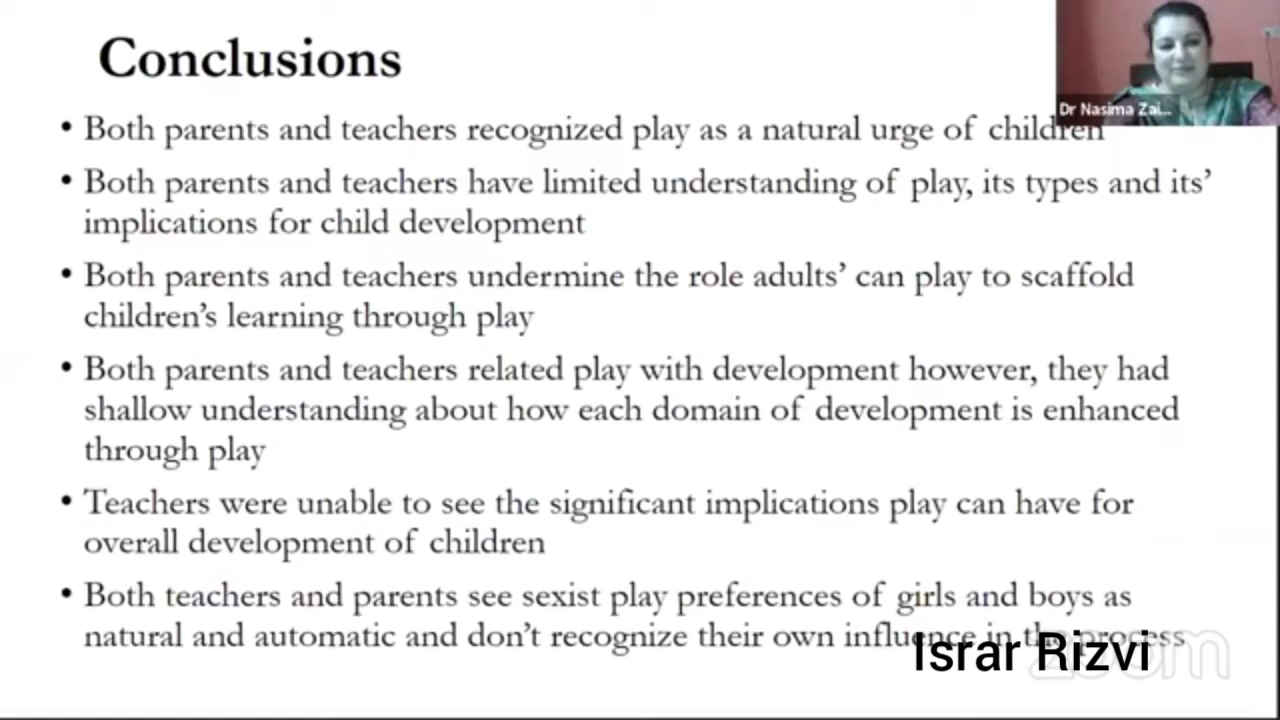 Conclusions
Dr Nasima Zai...
• Both parents and teachers recognized play as a natural urge of children
• Both parents and teachers have limited understanding of play, its types and its’
implications for child development
• Both parents and teachers undermine the role adults’ can play to scaffold
children’s learning through play
• Both parents and teachers related play with development however, they had
shallow understanding about how each domain of development is enhanced
through play
• Teachers were unable to see the significant implications play can have for
overall development of children
• Both teachers and parents see sexist play preferences of girls and boys as
natural and automatic and don’t recognize their own influence in the process
Israr Rizvi
zoom